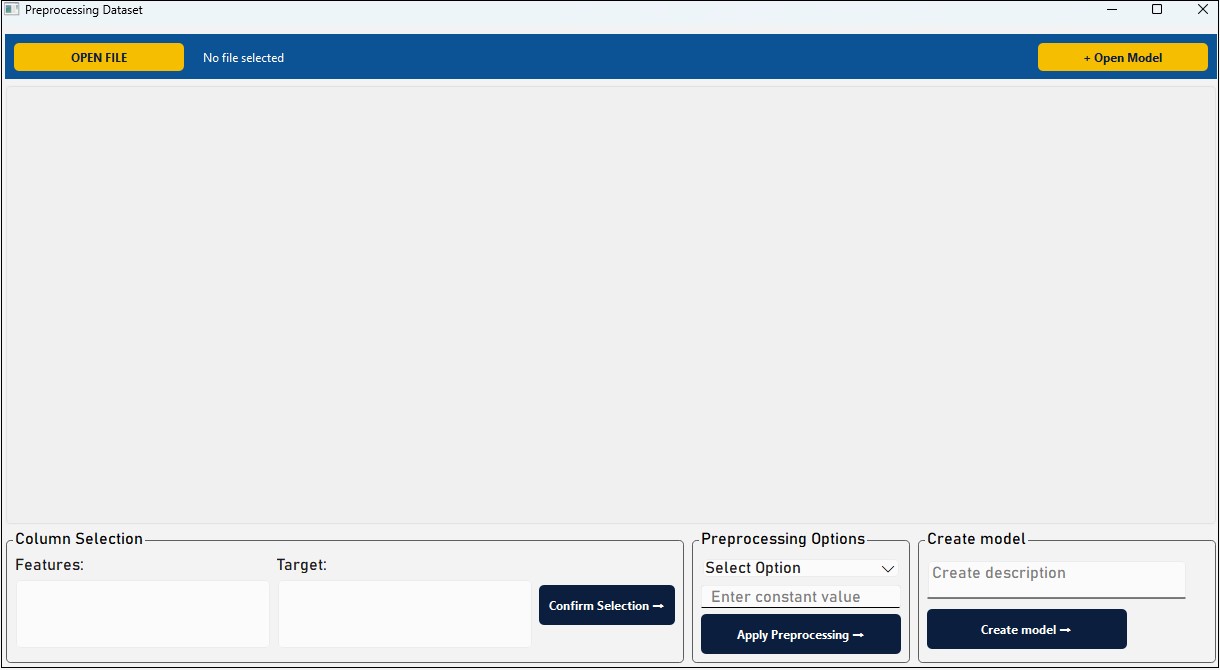 Preprocessing Dataset
OPEN FILE
No file selected
+ Open Model
Column Selection
Features:
Target:
Confirm Selection →
Preprocessing Options
Select Option
Enter constant value
Apply Preprocessing →
Create model
Create description
Create model →